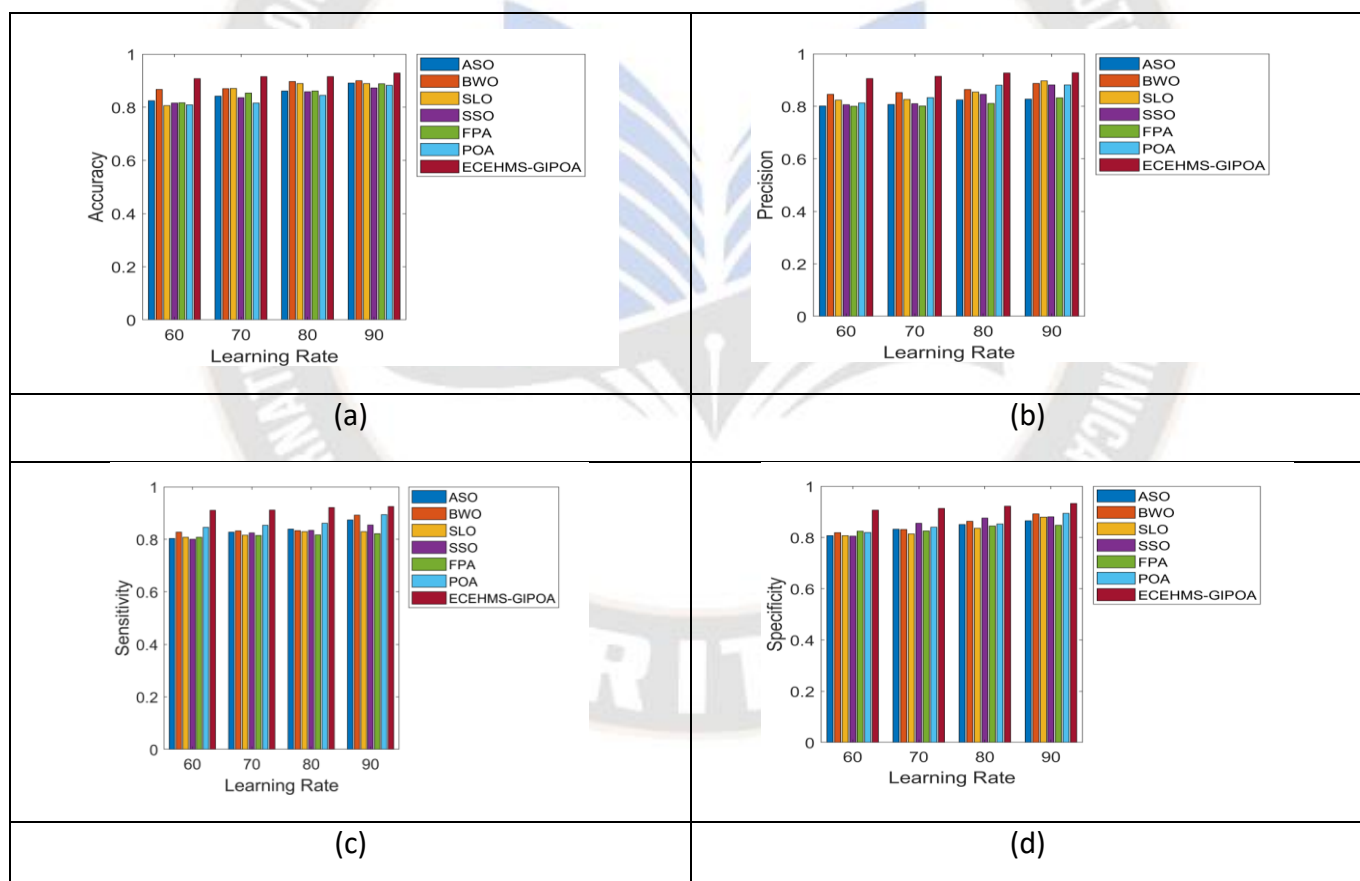 1
0.8
0.6
0.4
0.2
0
Accuracy
60 70 80 90
Learning Rate
ASO
BWO
SLO
SSO
FPA
POA
ECEHMS-GIPOA
(a)
1
0.8
0.6
0.4
0.2
0
Precision
60 70 80 90
Learning Rate
ASO
BWO
SLO
SSO
FPA
POA
ECEHMS-GIPOA
(b)
1
0.8
0.6
0.4
0.2
0
Sensitivity
60 70 80 90
Learning Rate
ASO
BWO
SLO
SSO
FPA
POA
ECEHMS-GIPOA
(c)
1
0.8
0.6
0.4
0.2
0
Specificity
60 70 80 90
Learning Rate
ASO
BWO
SLO
SSO
FPA
POA
ECEHMS-GIPOA
(d)